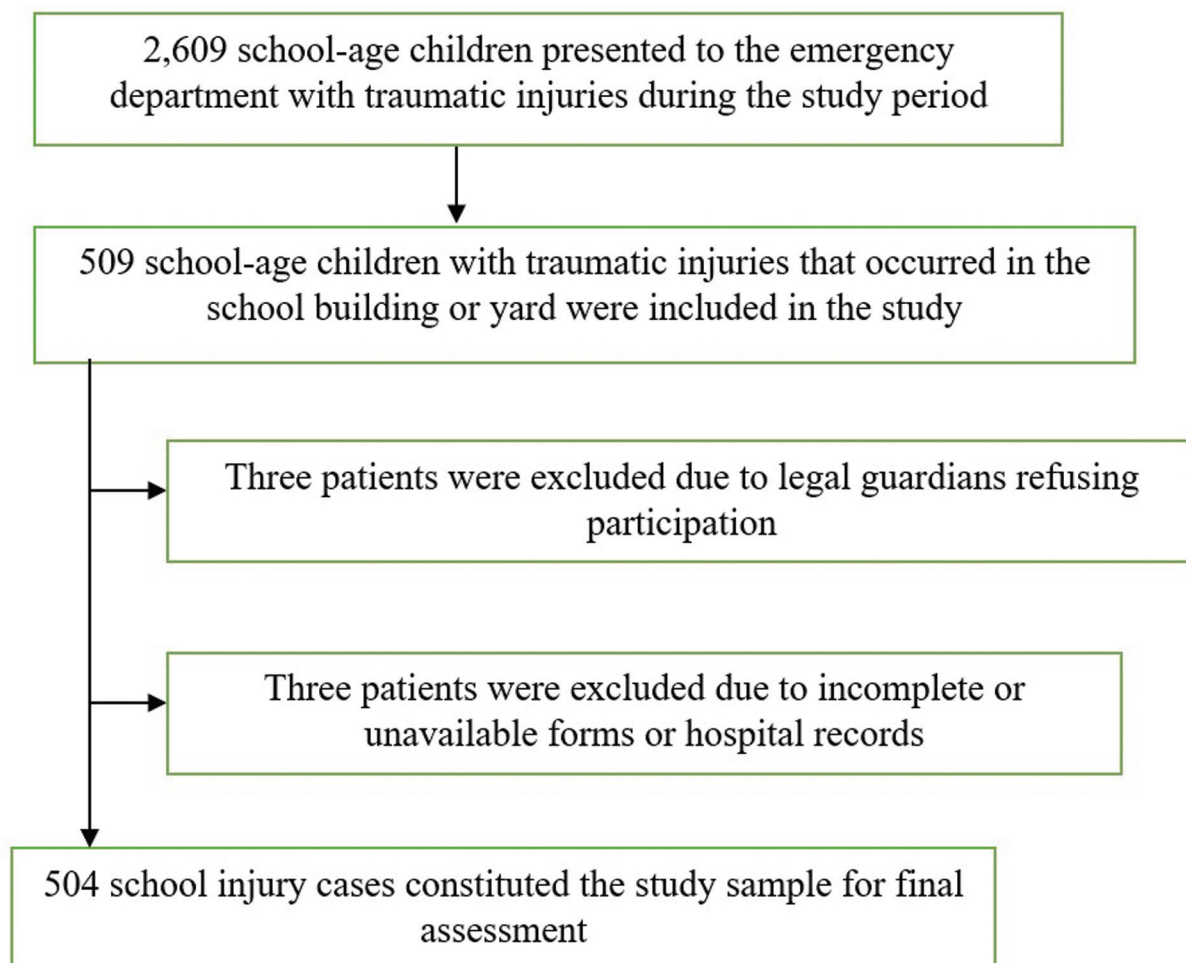 2,609 school-age children presented to the emergency
department with traumatic injuries during the study period
509 school-age children with traumatic injuries that occurred in the
school building or yard were included in the study
Three patients were excluded due to legal guardians refusing
participation
Three patients were excluded due to incomplete or
unavailable forms or hospital records
504 school injury cases constituted the study sample for final
assessment